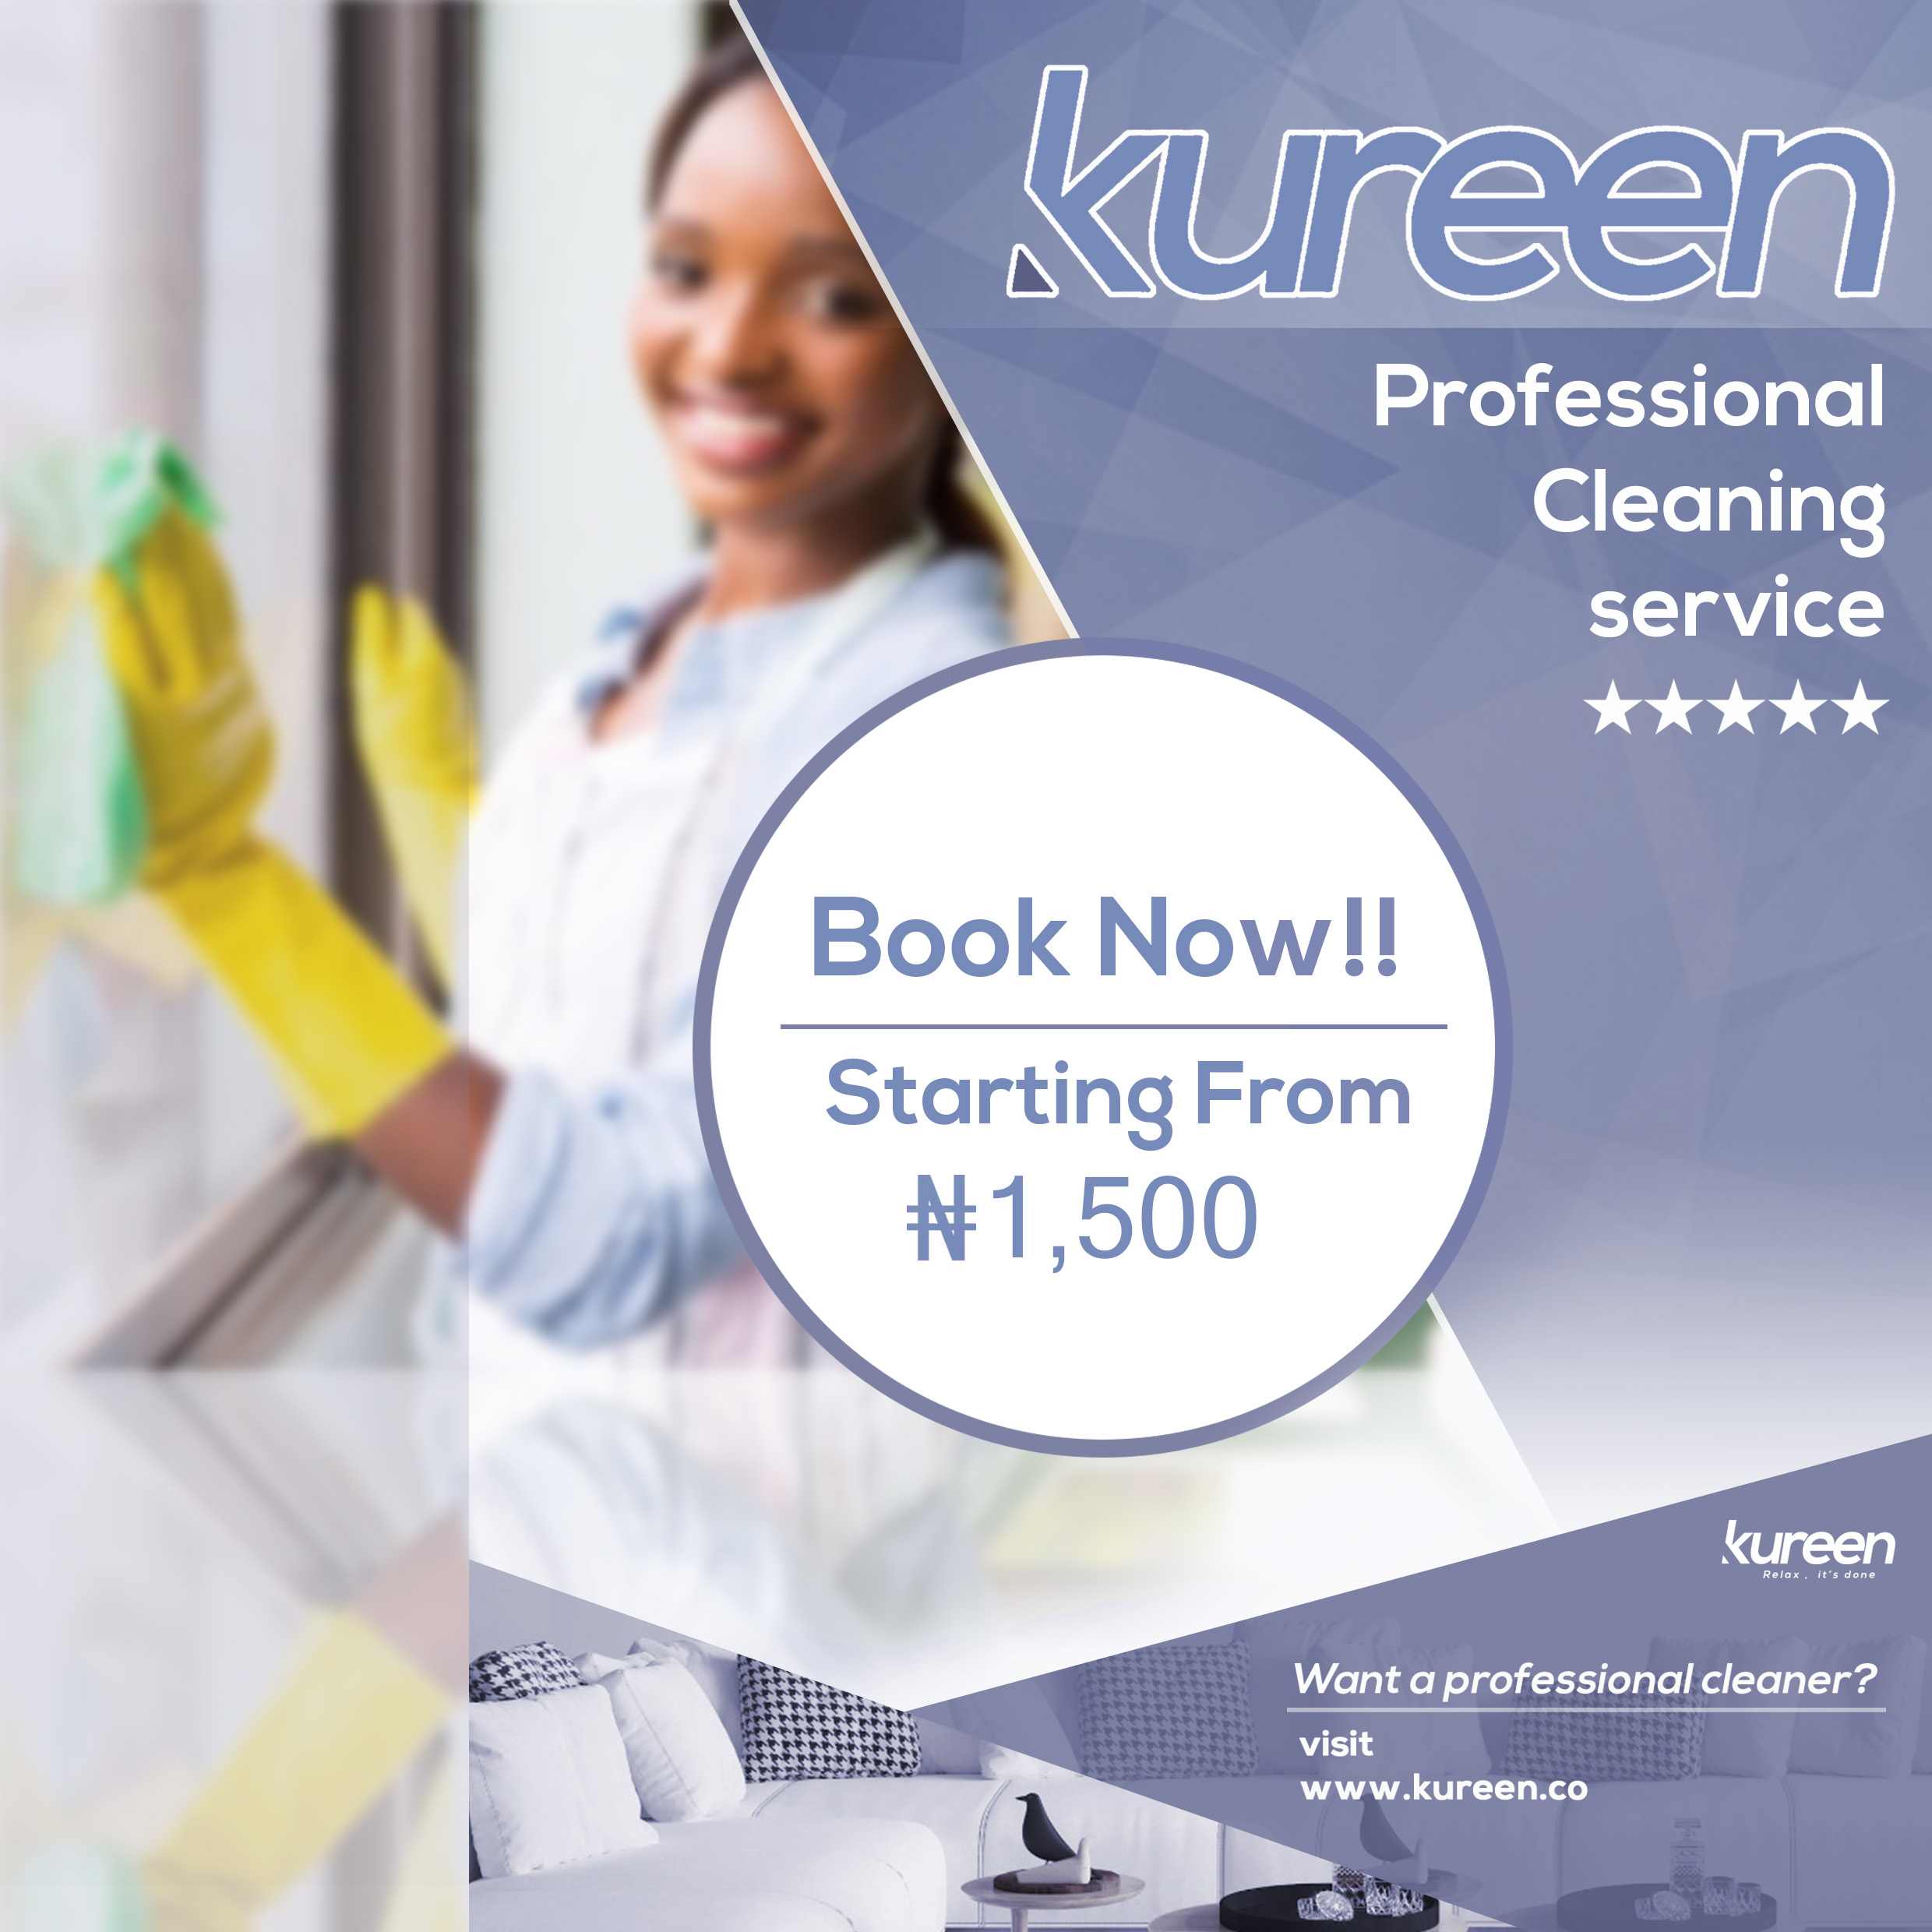 kureen
Professional
Cleaning
service
★★★★★
Book Now!!
Starting From
₦1,500
kureen
Relax , it's done
Want a professional cleaner?
visit
www.kureen.co